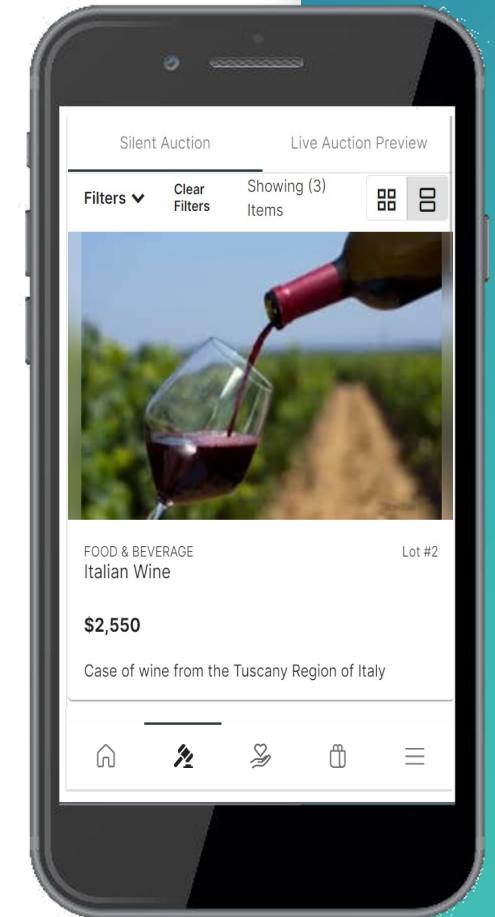 Silent Auction Live Auction Preview
Filters Clear Filters Showing (3) Items
FOOD & BEVERAGE Lot #2
Italian Wine
$2,550
Case of wine from the Tuscany Region of Italy